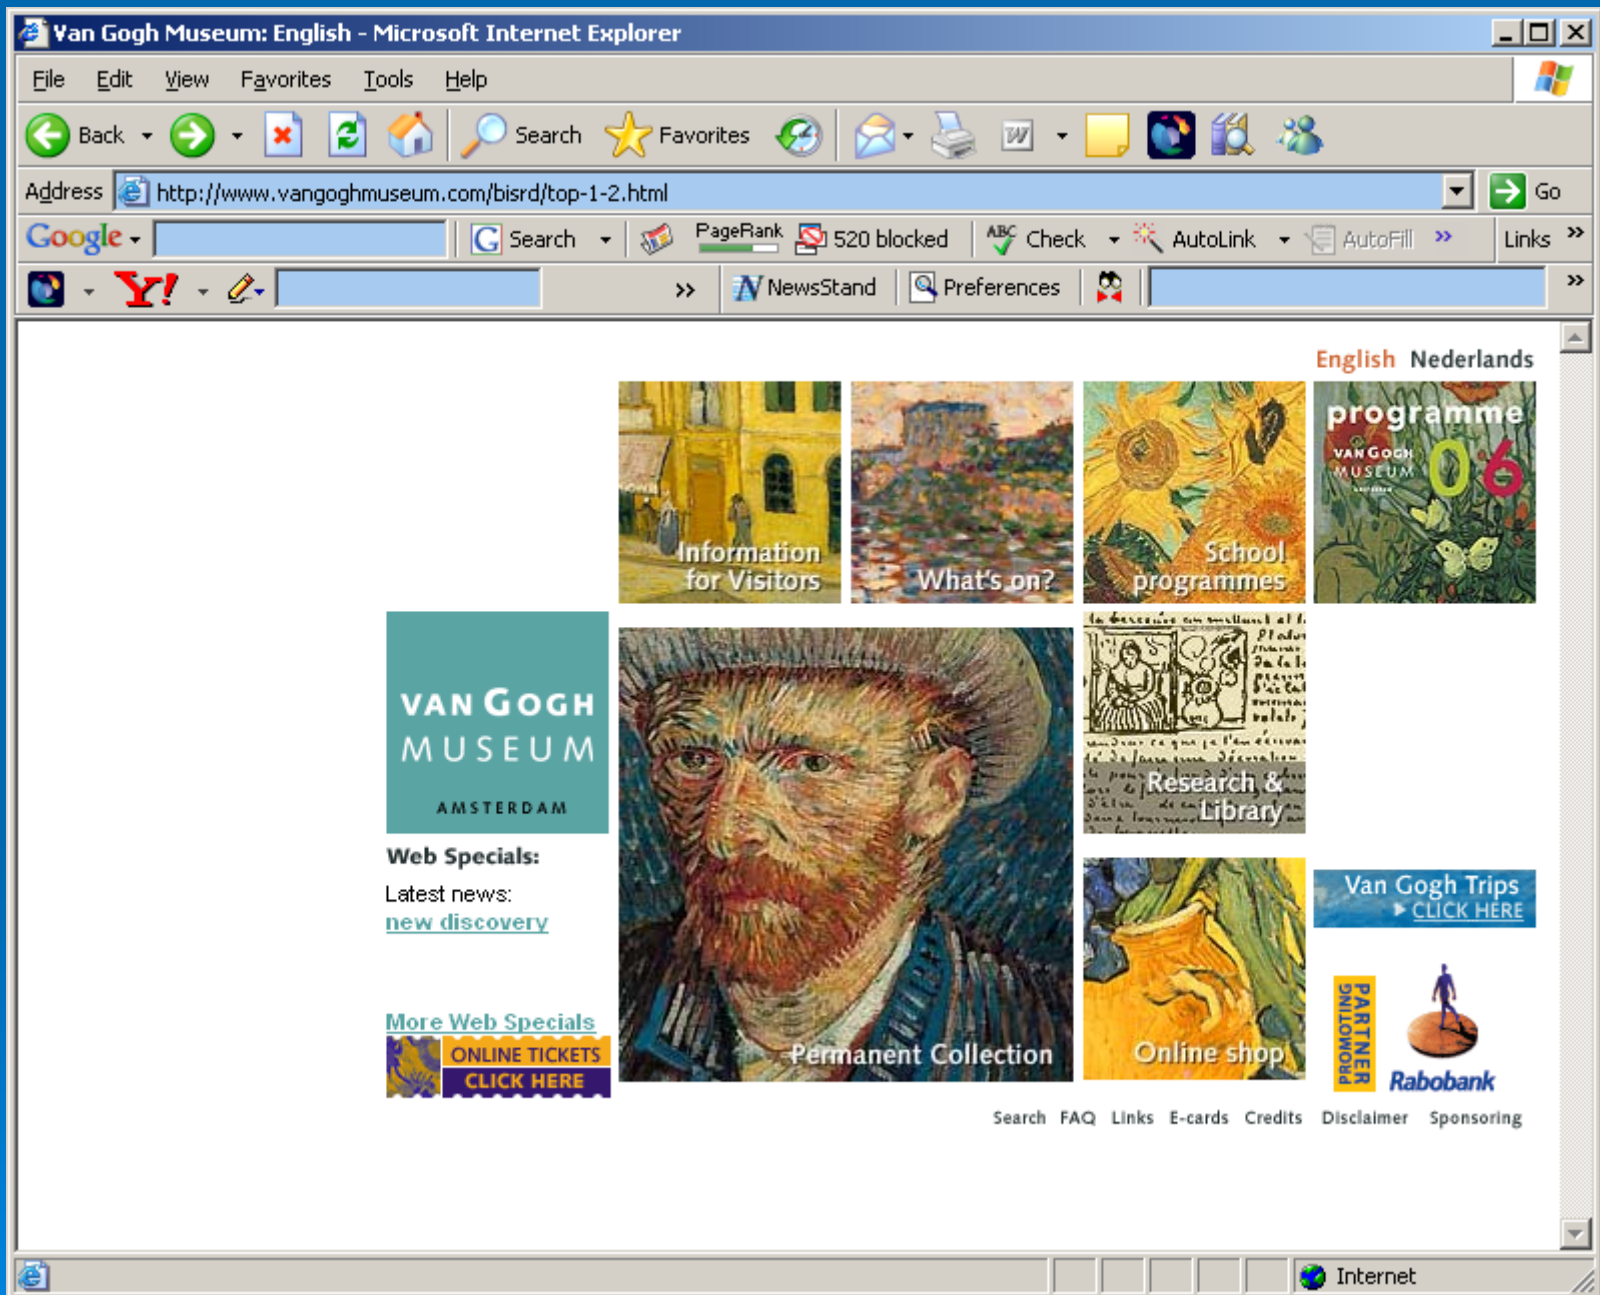 Van Gogh Museum: English - Microsoft Internet Explorer
File Edit View Favorites Tools Help
Back Search Favorites
Address http://www.vangoghmuseum.com/bisrd/top-1-2.html Go
Google Search PageRank 520 blocked ABC Check AutoLink AutoFill » Links »
Y! » NewsStand Preferences »
English Nederlands
Information
for Visitors
What's on?
School
programmes
programme
VAN GOGH
MUSEUM
06
VAN GOGH
MUSEUM
AMSTERDAM
Research &
Library
Web Specials:
Latest news:
new discovery
More Web Specials
ONLINE TICKETS
CLICK HERE
Permanent Collection
Online shop
Van Gogh Trips
CLICK HERE
PARTNER
PROMOTING
Rabobank
Search FAQ Links E-cards Credits Disclaimer Sponsoring
Internet